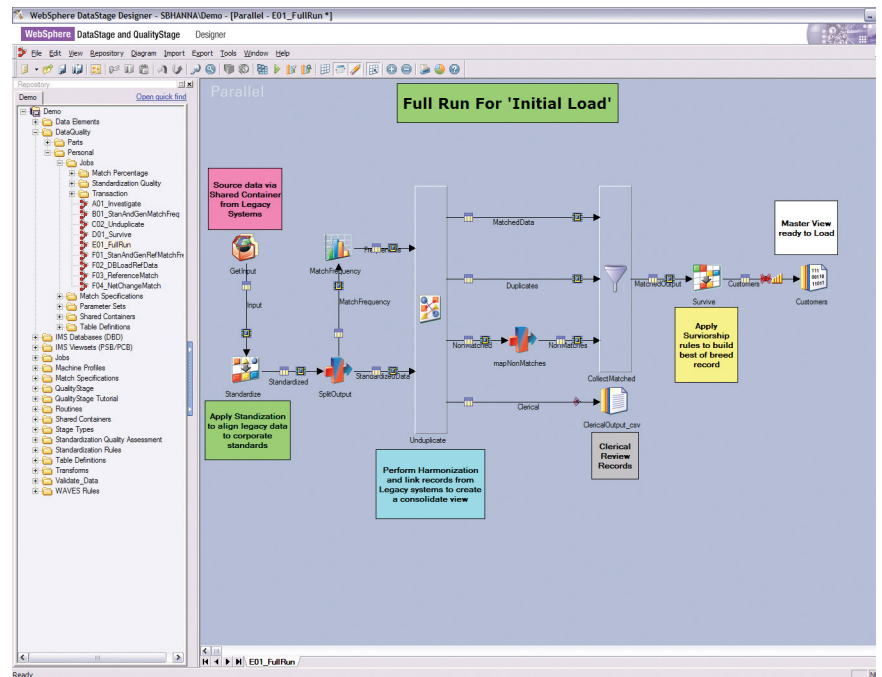 WebSphere DataStage Designer - SBHANNA\Demo - [Parallel - E01_FullRun *]
WebSphere DataStage and QualityStage Designer
File Edit View Repository Diagram Import Export Tools Window Help
Repository
Demo
Open quick find
Demo
Data Elements
DataQuality
Parts
Personal
Jobs
Match Percentage
Standardization Quality
Transaction
A01_Investigate
B01_StanAndGenMatchFreq
C02_Unduplicate
D01_Survive
E01_FullRun
F01_StanAndGenRefMatchFre
F02_DBLoadRefData
F03_ReferenceMatch
F04_NetChangeMatch
Match Specifications
Parameter Sets
Shared Containers
Table Definitions
IMS Databases (DBD)
IMS Viewsets (PSB/PCB)
Jobs
Machine Profiles
Match Specifications
QualityStage
QualityStage Tutorial
Routines
Shared Containers
Stage Types
Standardization Quality Assessment
Standardization Rules
Table Definitions
Transforms
Validate_Data
WAVES Rules
Parallel
Full Run For 'Initial Load'
Source data via
Shared Container
from Legacy
Systems
GetInput
Input
Standardize
Standardized
Apply Standization
to align legacy data
to corporate
standards
MatchFrequency
MatchFrequency
SplitOutput
StandardizedData
Unduplicate
Perform Harmonization
and link records from
Legacy systems to create
a consolidate view
MatchedData
Duplicates
NonMatched
mapNonMatches
NonMatches
Clerical
CollectMatched
ClericalOutput_csv
Clerical
Review
Records
MatchedOutput
Survive
Customers
Apply
Surviorship
rules to build
best of breed
record
Master View
ready to Load
Customers
E01_FullRun
Ready